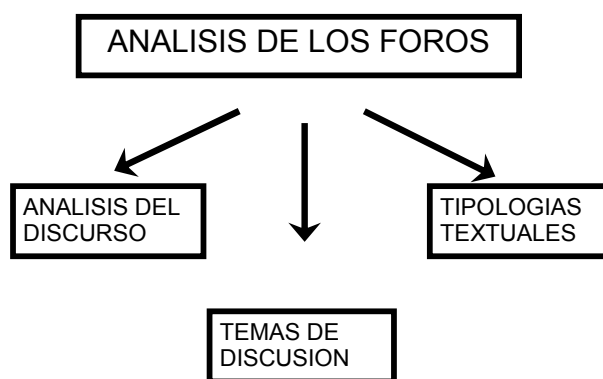 ANALISIS DE LOS FOROS
ANALISIS DEL
DISCURSO
TIPOLOGIAS
TEXTUALES
TEMAS DE
DISCUSION